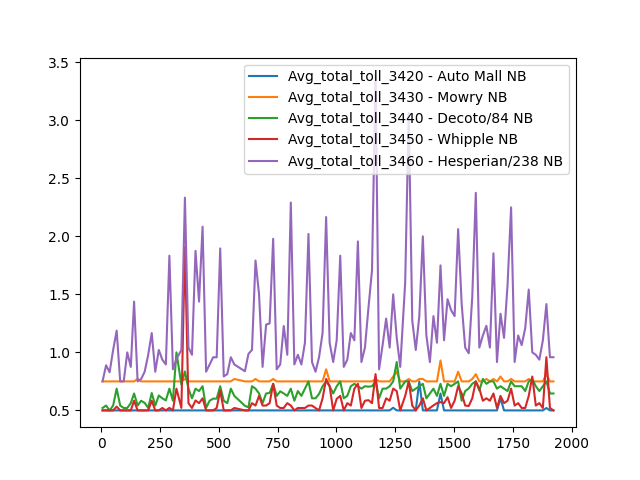 3.5
3.0
2.5
2.0
1.5
1.0
0.5
Avg_total_toll_3420 - Auto Mall NB
Avg_total_toll_3430 - Mowry NB
Avg_total_toll_3440 - Decoto/84 NB
Avg_total_toll_3450 - Whipple NB
Avg_total_toll_3460 - Hesperian/238 NB
0 250 500 750 1000 1250 1500 1750 2000